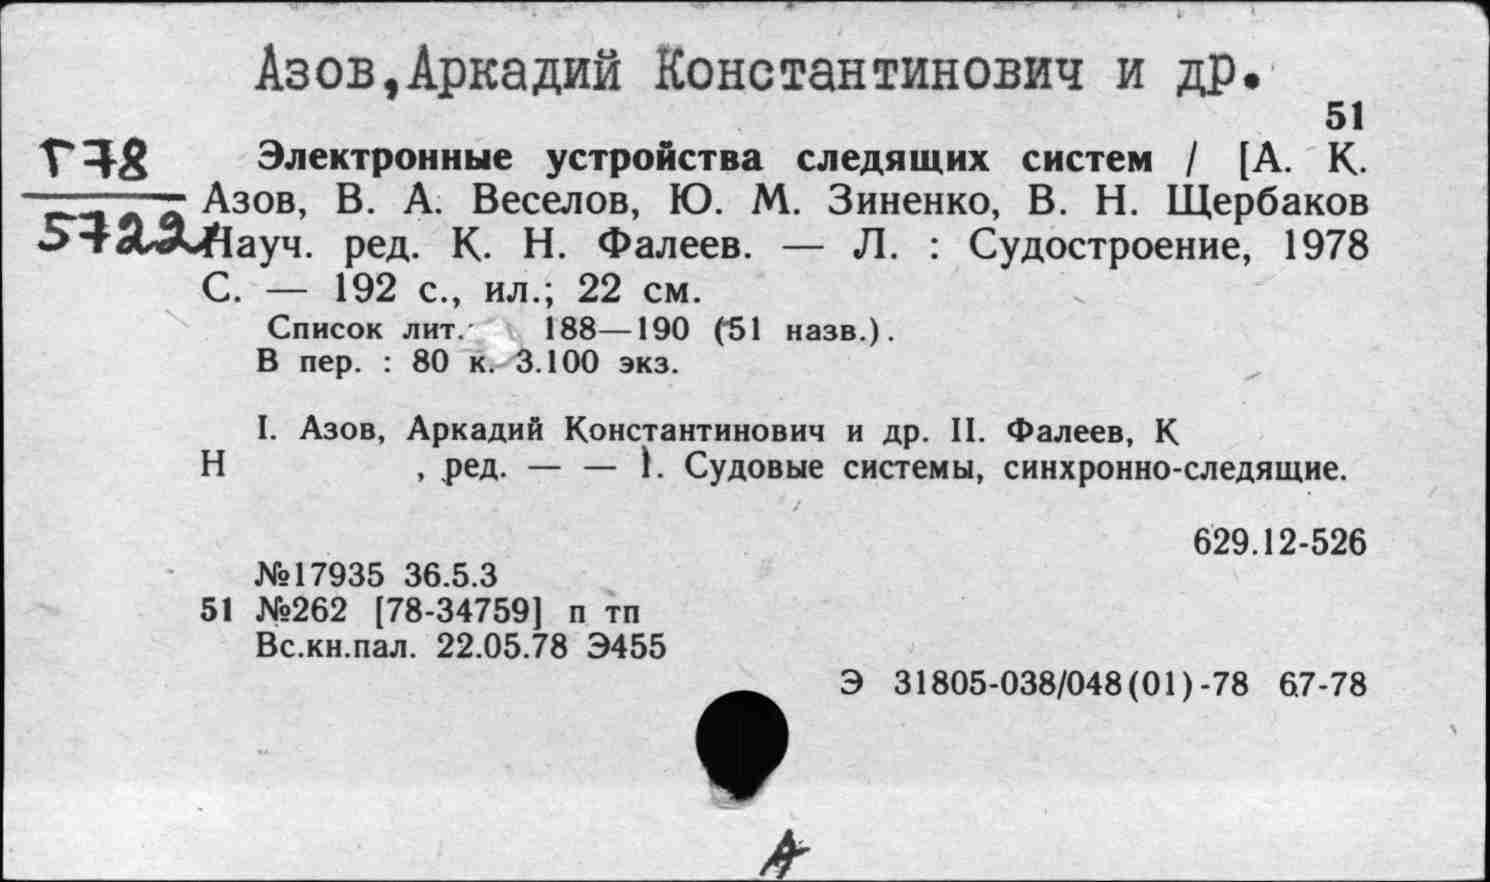 Азов,Аркадий Константинович и др.
51
Г78
Электронные устройства следящих систем / [А. К.
Азов, В. А. Веселов, Ю. М. Зиненко, В. Н. Щербаков
5722
Науч. ред. К. Н. Фалеев. — Л. : Судостроение, 1978
С. — 192 с., ил.; 22 см.
Список лит. 188—190 (51 назв.).
В пер. : 80 к. 3.100 экз.
I. Азов, Аркадий Константинович и др. II. Фалеев, К
Н , ред. — — 1. Судовые системы, синхронно-следящие.
629.12-526
№17935 36.5.3
51 №262 [78-34759] п тп
Вс.кн.пал. 22.05.78 Э455
Э 31805-038/048(01)-78 67-78
А